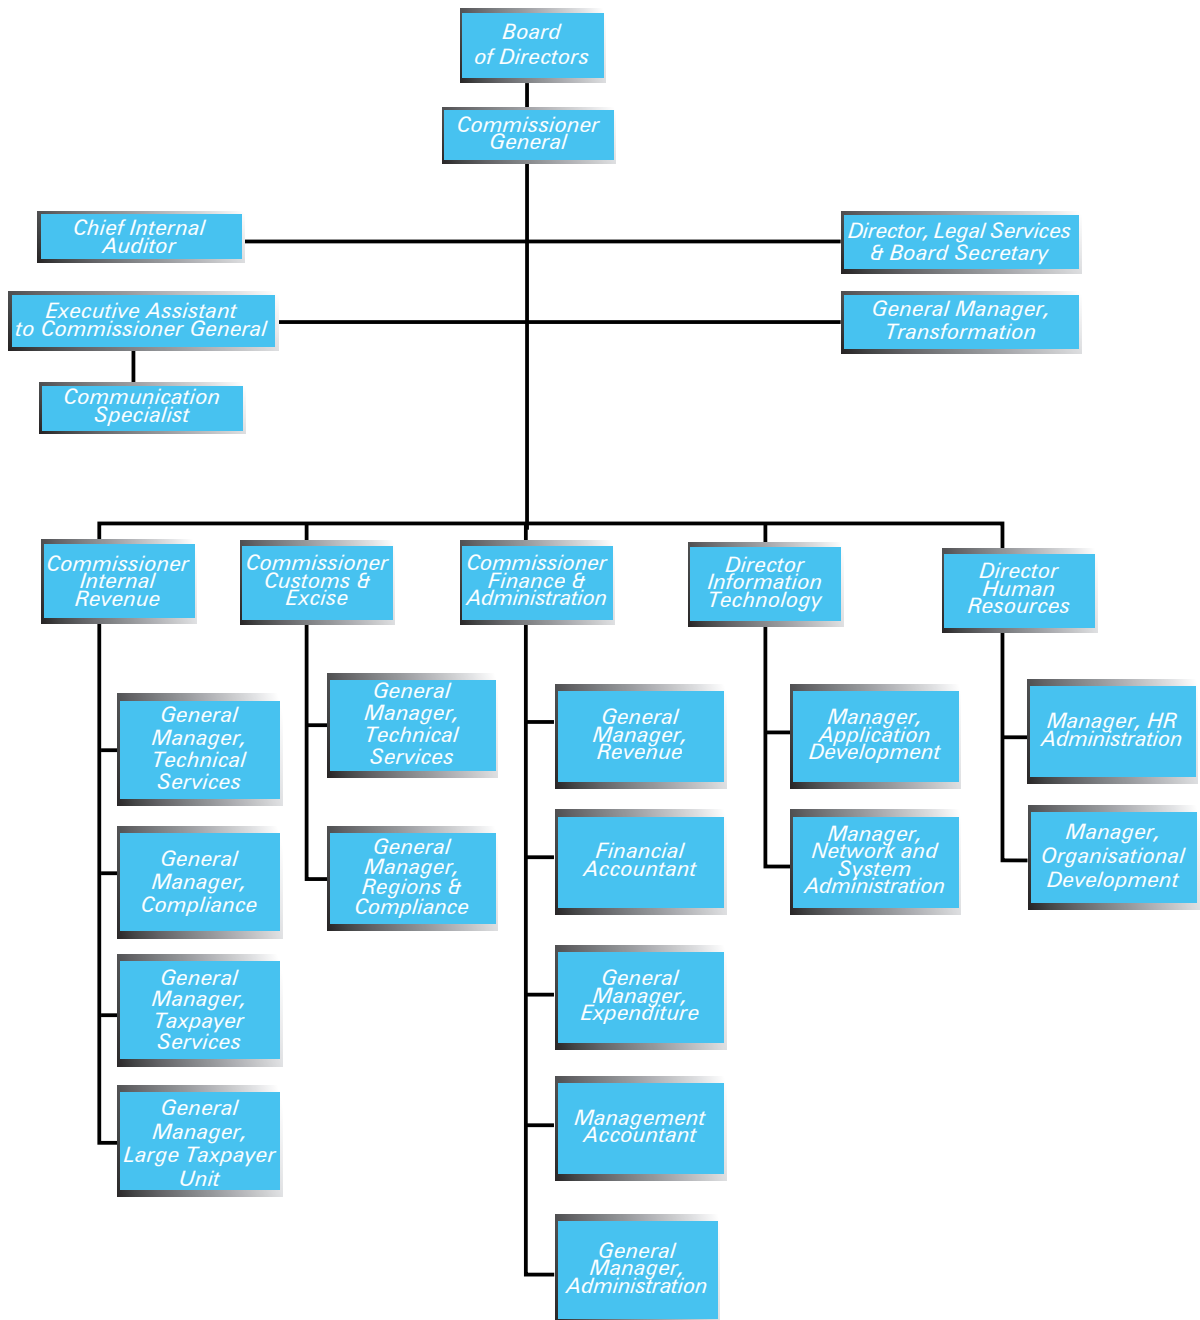 Board
of Directors
Commissioner
General
Chief Internal
Auditor
Director, Legal Services
& Board Secretary
Executive Assistant
to Commissioner General
General Manager,
Transformation
Communication
Specialist
Commissioner
Internal
Revenue
Commissioner
Customs &
Excise
Commissioner
Finance &
Administration
Director
Information
Technology
Director
Human
Resources
General
Manager,
Technical
Services
General
Manager,
Compliance
General
Manager,
Taxpayer
Services
General
Manager,
Large Taxpayer
Unit
General
Manager,
Technical
Services
General
Manager,
Regions &
Compliance
General
Manager,
Revenue
Financial
Accountant
General
Manager,
Expenditure
Management
Accountant
General
Manager,
Administration
Manager,
Application
Development
Manager,
Network and
System
Administration
Manager, HR
Administration
Manager,
Organisational
Development